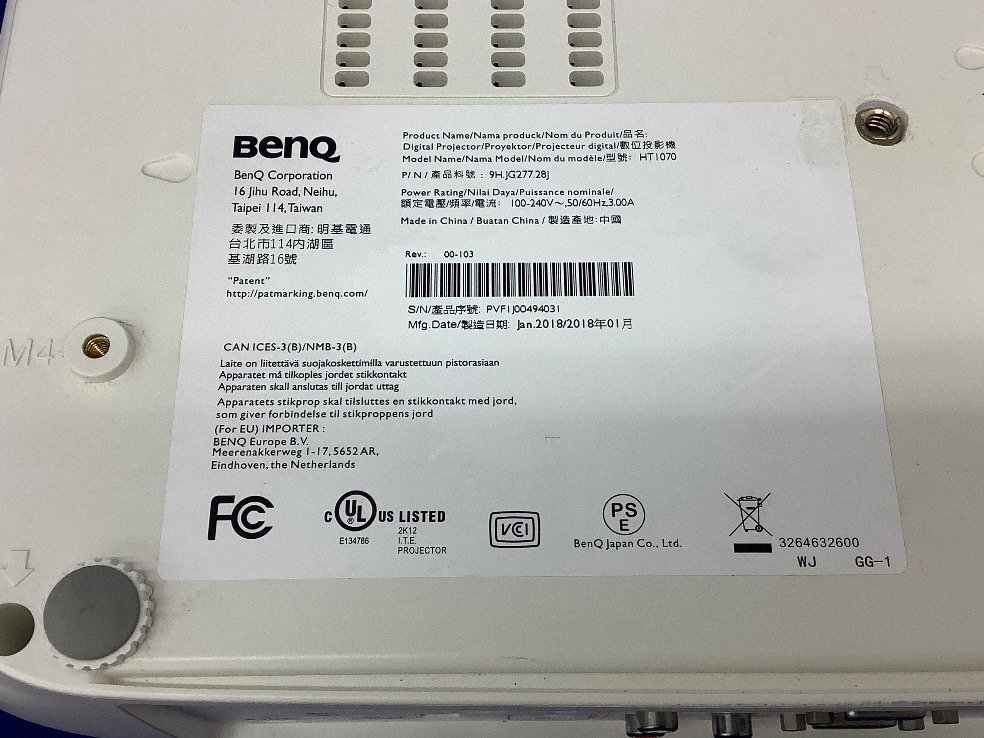 BenQ
BenQ Corporation
16 Jihu Road, Neihu,
Taipei 114, Taiwan
委製及進口商: 明基電通
台北市114內湖區
基湖路16號
"Patent"
http://patmarking.benq.com/
Product Name/Nama produck/Nom du Produit/品名:
Digital Projector/Proyektor/Projecteur digital/數位投影機
Model Name/Nama Model/Nom du modèle/型號: HT1070
P/N/產品料號: 9H.JG277.28J
Power Rating/Nilai Daya/Puissance nominale/
額定電壓/頻率/電流: 100-240V~,50/60Hz,3.00A
Made in China / Buatan China / 製造產地:中國
Rev.: 00-103
S/N/產品序號: PVF1J00494031
Mfg.Date/製造日期: Jan.2018/2018年01月
CAN ICES-3(B)/NMB-3(B)
Laite on liitettävä suojakoskettimilla varustettuun pistorasiaan
Apparatet må tilkoples jordet stikkontakt
Apparaten skall anslutas till jordat uttag
Apparatets stikprop skal tilsluttes en stikkontakt med jord,
som giver forbindelse til stikproppens jord
(For EU) IMPORTER :
BENQ Europe B.V.
Meerenakkerweg 1-17, 5652 AR,
Eindhoven, the Netherlands
M4
FC
C UL US LISTED
®
E134786
2K12
I.T.E.
PROJECTOR
VCI
PS
E
BenQ Japan Co., Ltd.
3264632600
WJ GG-1